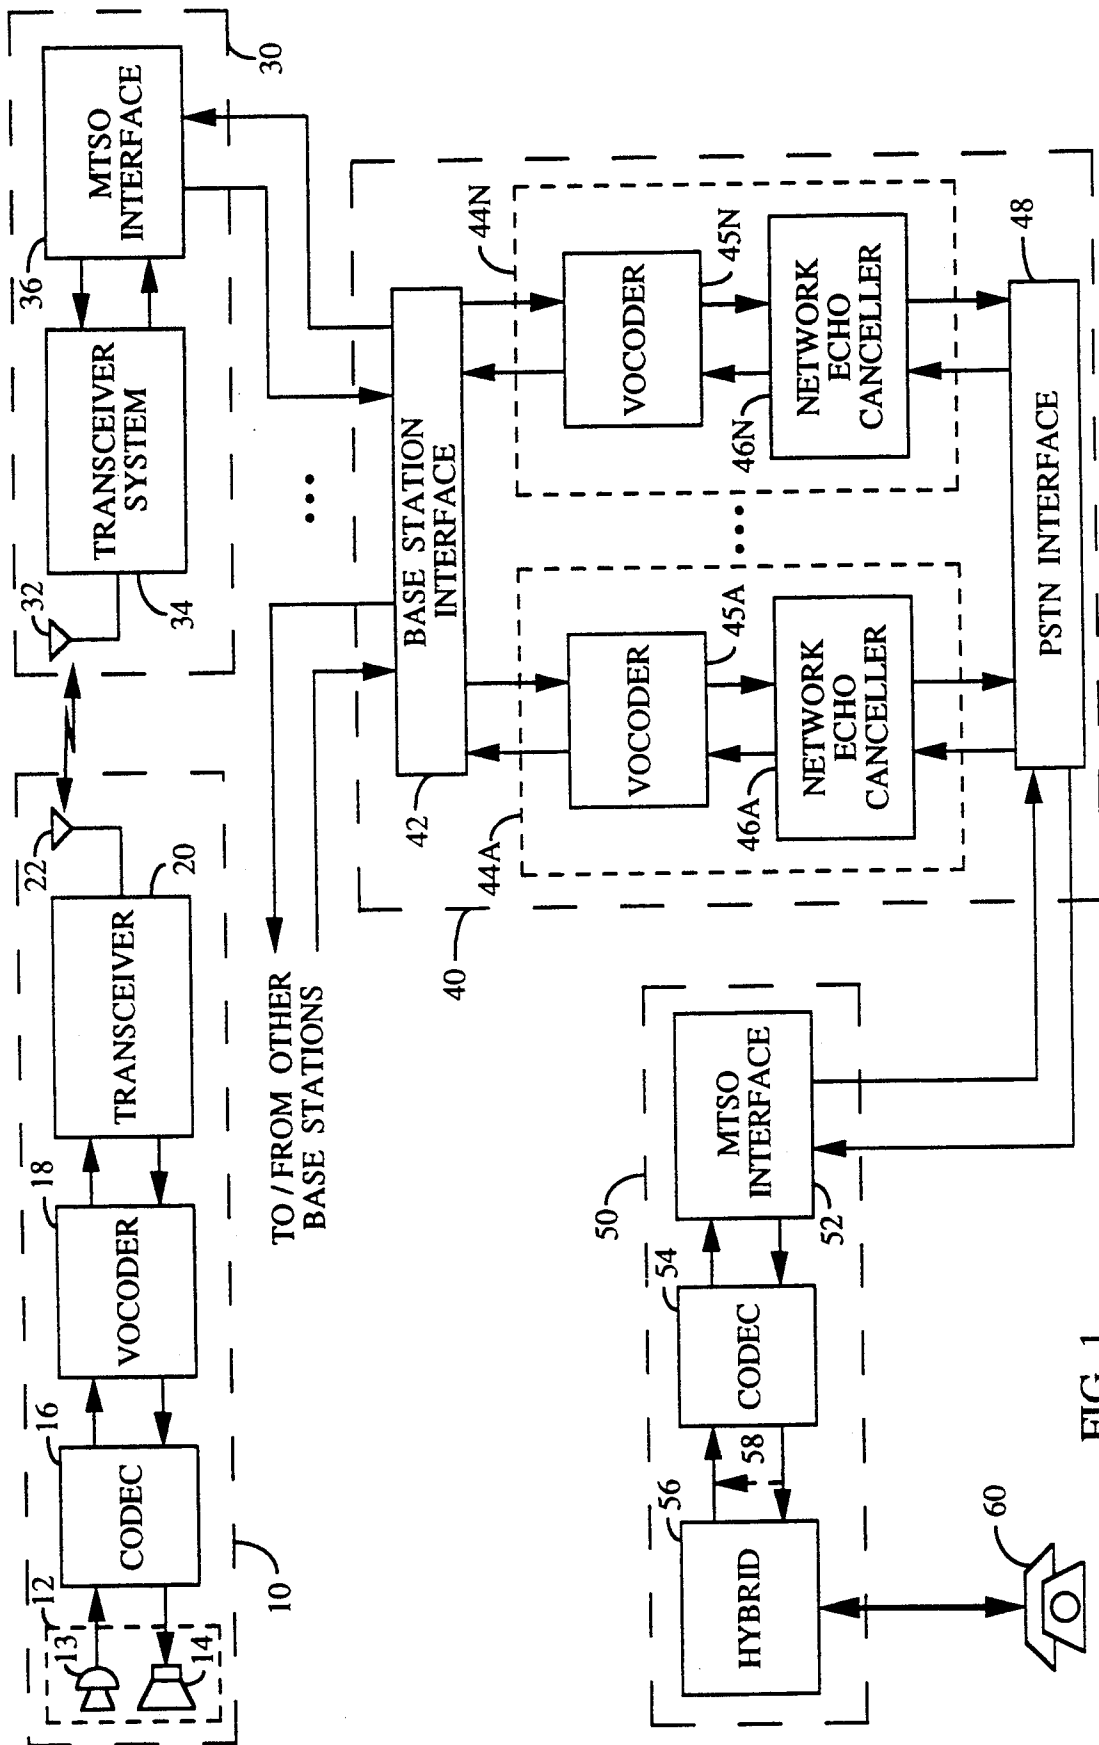 10
12
13
14
CODEC
16
VOCODER
18
TRANSCEIVER
20
22
32
TRANSCEIVER
SYSTEM
34
MTSO
INTERFACE
36
30
TO / FROM OTHER
BASE STATIONS
...
40
BASE STATION
INTERFACE
42
44A
VOCODER
45A
NETWORK
ECHO
CANCELLER
46A
....
44N
VOCODER
45N
NETWORK
ECHO
CANCELLER
46N
PSTN INTERFACE
48
50
HYBRID
56
58
CODEC
54
MTSO
INTERFACE
52
60
FIG. 1